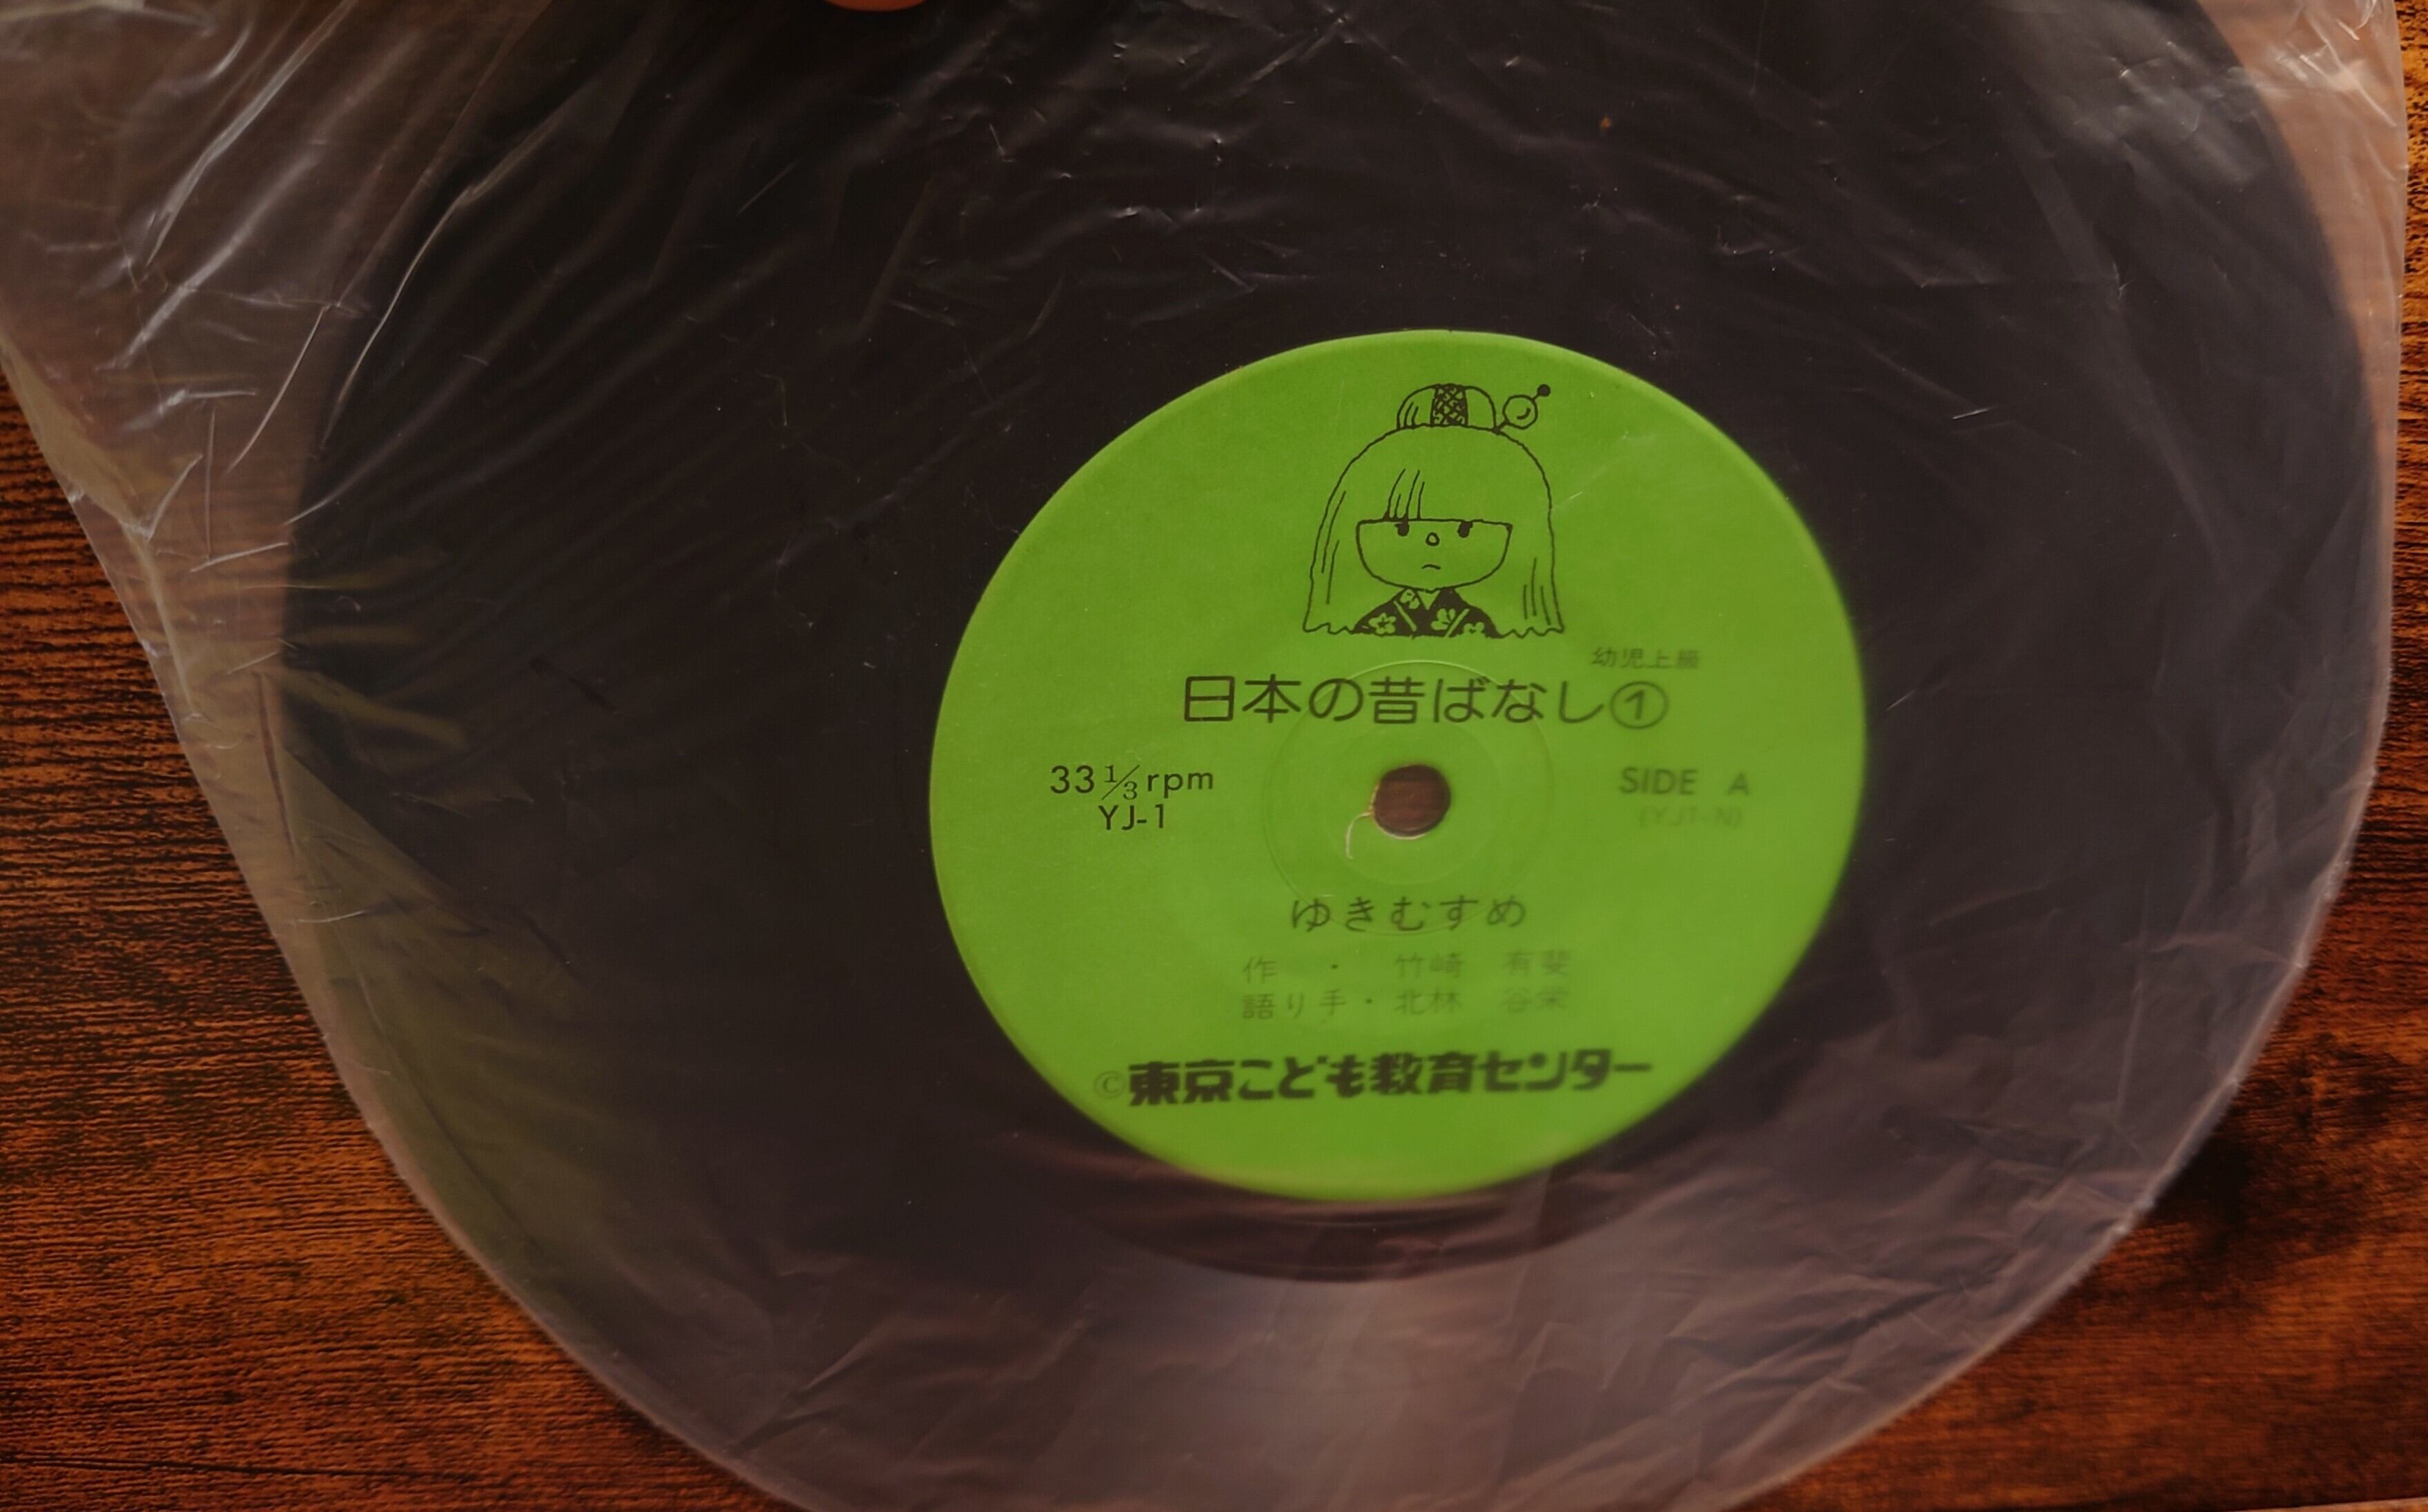 幼児上級
日本の昔ばなし①
33⅓rpm
YJ-1
SIDE A
(YJ1-N)
ゆきむすめ
作 ・ 竹崎 有斐
語り手・北林 谷栄
©東京こども教育センター